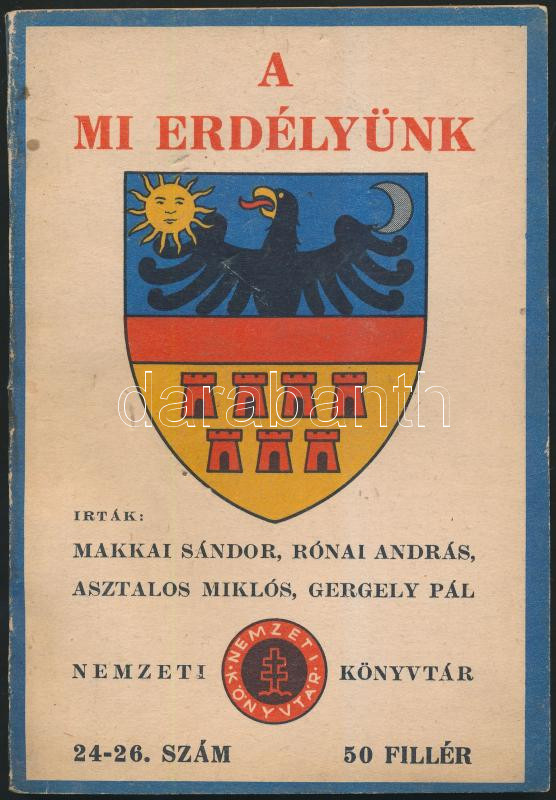 A
MI ERDÉLYÜNK
darabanth
IRTÁK:
MAKKAI SÁNDOR, RÓNAI ANDRÁS,
ASZTALOS MIKLÓS, GERGELY PÁL
NEMZETI KÖNYVTÁR
NEMZETI KÖNYVTÁR
24-26. SZÁM 50 FILLÉR